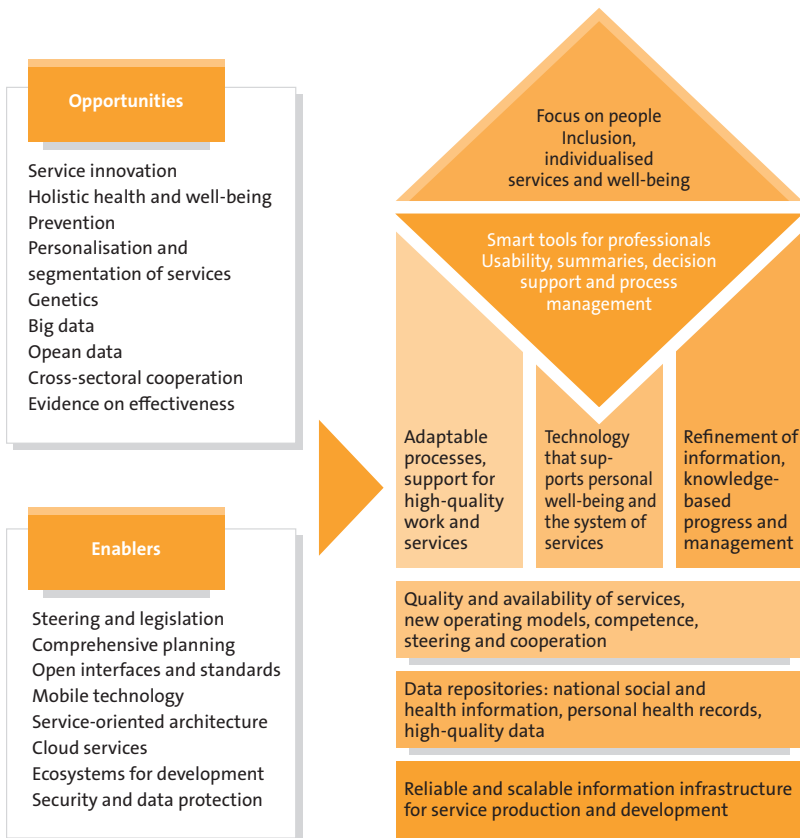 Opportunities
Service innovation
Holistic health and well-being
Prevention
Personalisation and
segmentation of services
Genetics
Big data
Opean data
Cross-sectoral cooperation
Evidence on effectiveness
Enablers
Steering and legislation
Comprehensive planning
Open interfaces and standards
Mobile technology
Service-oriented architecture
Cloud services
Ecosystems for development
Security and data protection
Focus on people
Inclusion,
individualised
services and well-being
Smart tools for professionals
Usability, summaries, decision
support and process
management
Adaptable
processes,
support for
high-quality
work and
services
Technology
that sup-
ports personal
well-being and
the system of
services
Refinement of
information,
knowledge-
based
progress and
management
Quality and availability of services,
new operating models, competence,
steering and cooperation
Data repositories: national social and
health information, personal health records,
high-quality data
Reliable and scalable information infrastructure
for service production and development